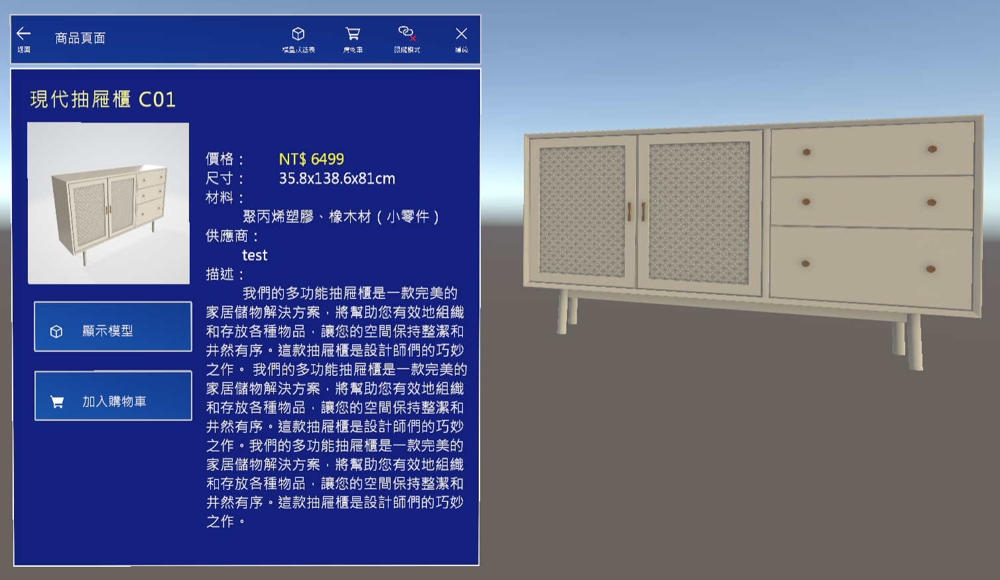 商品頁面
返回
模型狀態表
購物車
跟隨模式
隱藏
現代抽屜櫃 C01
價格： NT$ 6499
尺寸： 35.8x138.6x81cm
材料：
聚丙烯塑膠、橡木材（小零件）
供應商：
test
描述：
我們的多功能抽屜櫃是一款完美的
家居儲物解決方案，將幫助您有效地組織
和存放各種物品，讓您的空間保持整潔和
井然有序。這款抽屜櫃是設計師們的巧妙
之作。 我們的多功能抽屜櫃是一款完美的
家居儲物解決方案，將幫助您有效地組織
和存放各種物品，讓您的空間保持整潔和
井然有序。這款抽屜櫃是設計師們的巧妙
之作。我們的多功能抽屜櫃是一款完美的
家居儲物解決方案，將幫助您有效地組織
和存放各種物品，讓您的空間保持整潔和
井然有序。這款抽屜櫃是設計師們的巧妙
之作。
顯示模型
加入購物車